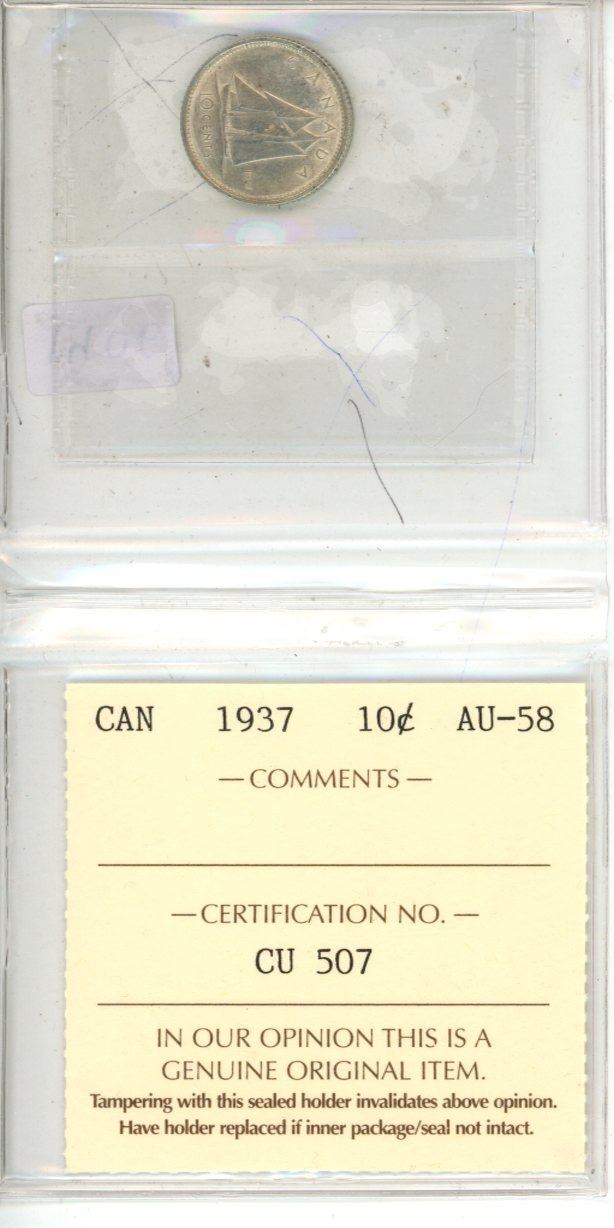 CANADA
10 CENTS
CAN 1937 10¢ AU-58
— COMMENTS —
— CERTIFICATION NO. —
CU 507
IN OUR OPINION THIS IS A
GENUINE ORIGINAL ITEM.
Tampering with this sealed holder invalidates above opinion.
Have holder replaced if inner package/seal not intact.